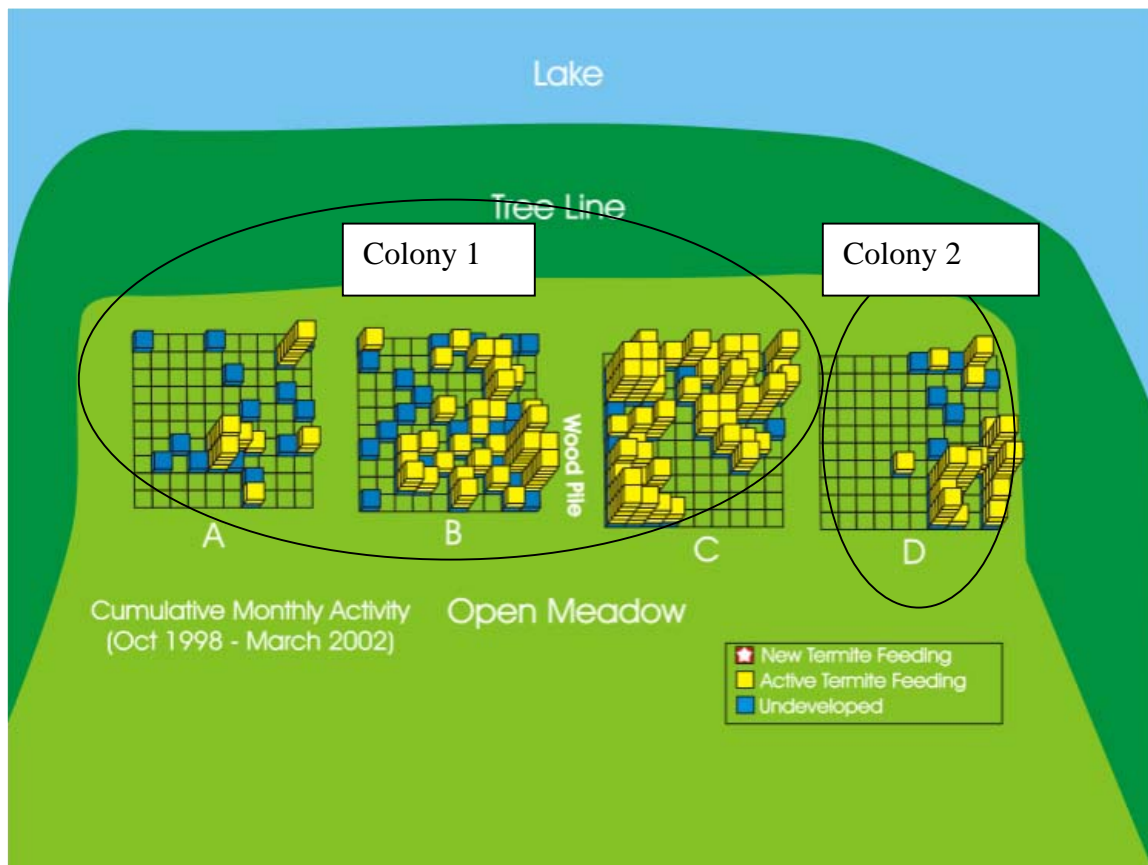 Lake
Tree Line
Colony 1
Colony 2
Wood Pile
A
B
C
D
Cumulative Monthly Activity
(Oct 1998 - March 2002)
Open Meadow
New Termite Feeding
Active Termite Feeding
Undeveloped